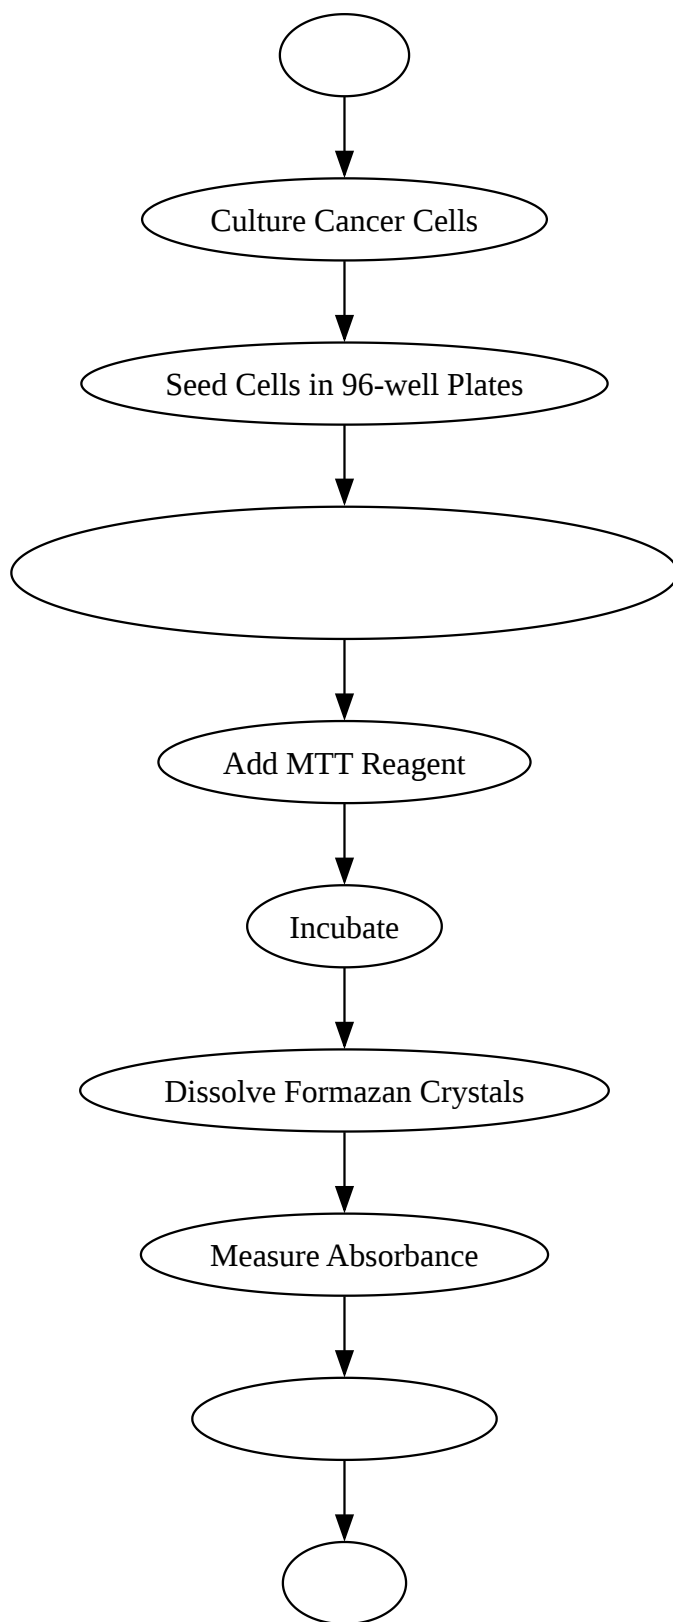 Culture Cancer Cells
Seed Cells in 96-well Plates
Add MTT Reagent
Incubate
Dissolve Formazan Crystals
Measure Absorbance